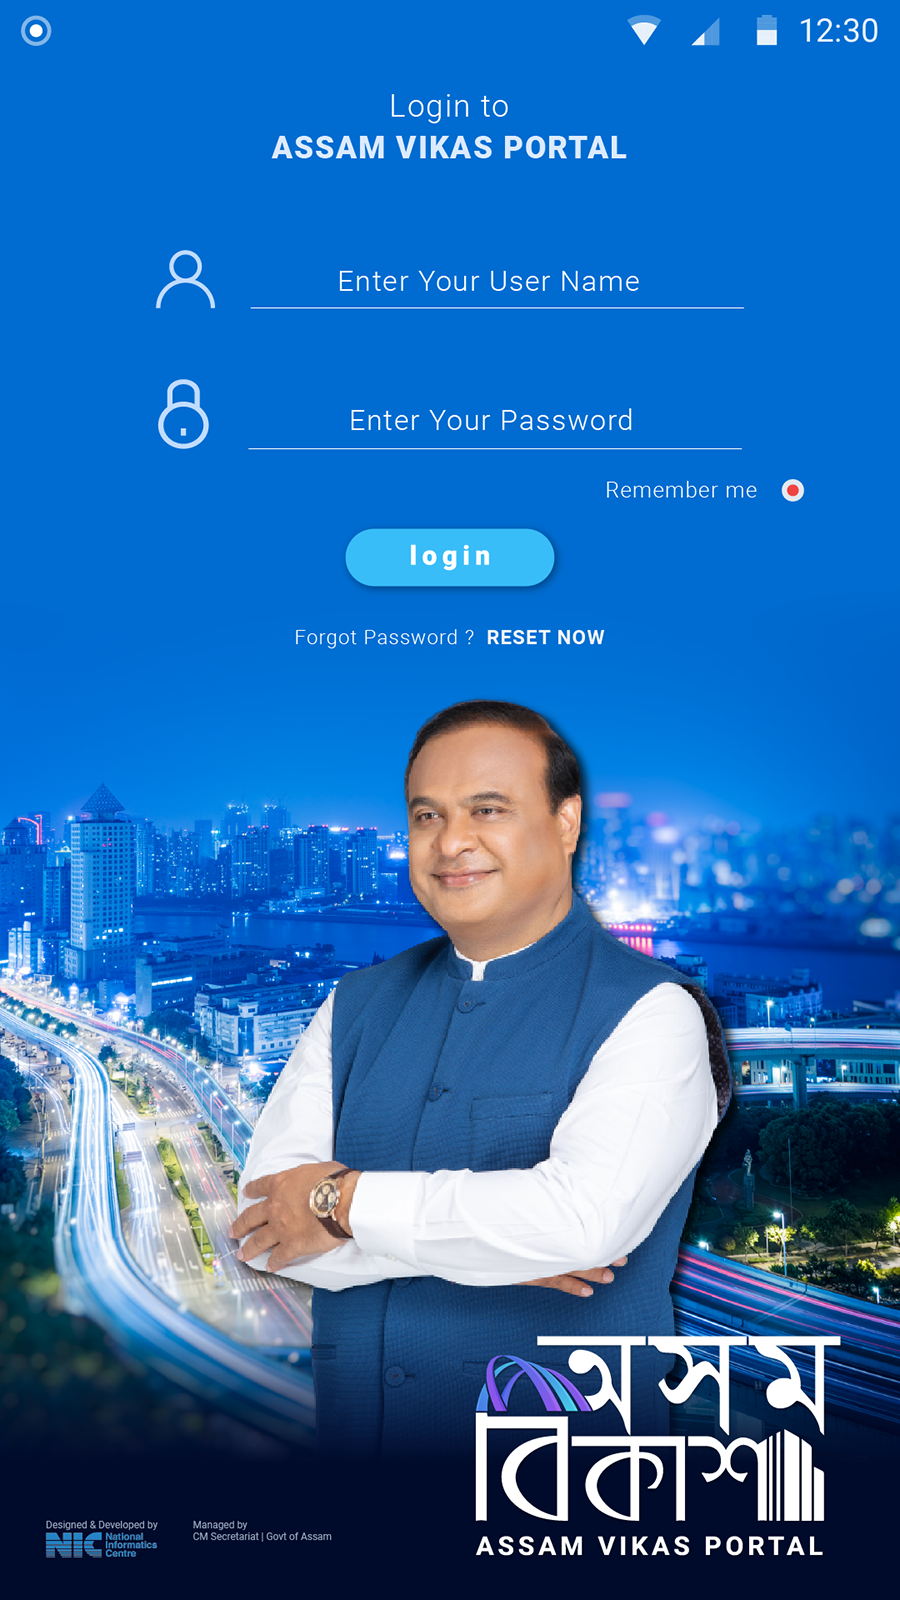 12:30
Login to
ASSAM VIKAS PORTAL
Enter Your User Name
Enter Your Password
Remember me
login
Forgot Password ? RESET NOW
অসম
বিকাশ
ASSAM VIKAS PORTAL
Designed & Developed by
NIC National
Informatics
Centre
Managed by
CM Secretariat | Govt of Assam